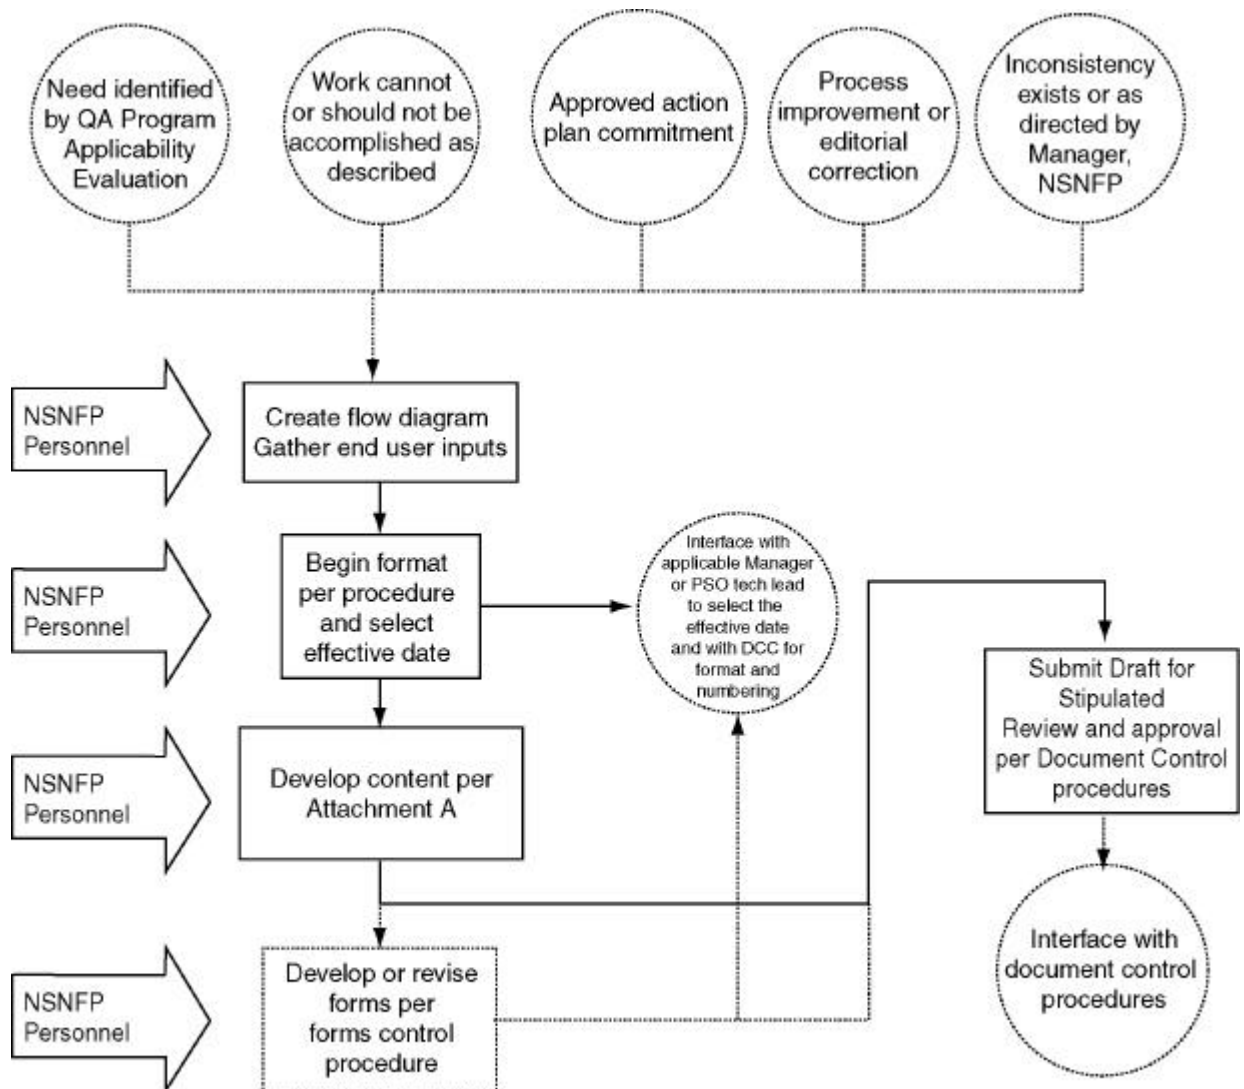 Need identified
by QA Program
Applicability
Evaluation
Work cannot
or should not be
accomplished as
described
Approved action
plan commitment
Process
improvement or
editorial
correction
Inconsistency
exists or as
directed by
Manager,
NSNFP
NSNFP
Personnel
Create flow diagram
Gather end user inputs
NSNFP
Personnel
Begin format
per procedure
and select
effective date
Interface with
applicable Manager
or PSO tech lead
to select the
effective date
and with DCC for
format and
numbering
Submit Draft for
Stipulated
Review and approval
per Document Control
procedures
NSNFP
Personnel
Develop content per
Attachment A
NSNFP
Personnel
Develop or revise
forms per
forms control
procedure
Interface with
document control
procedures